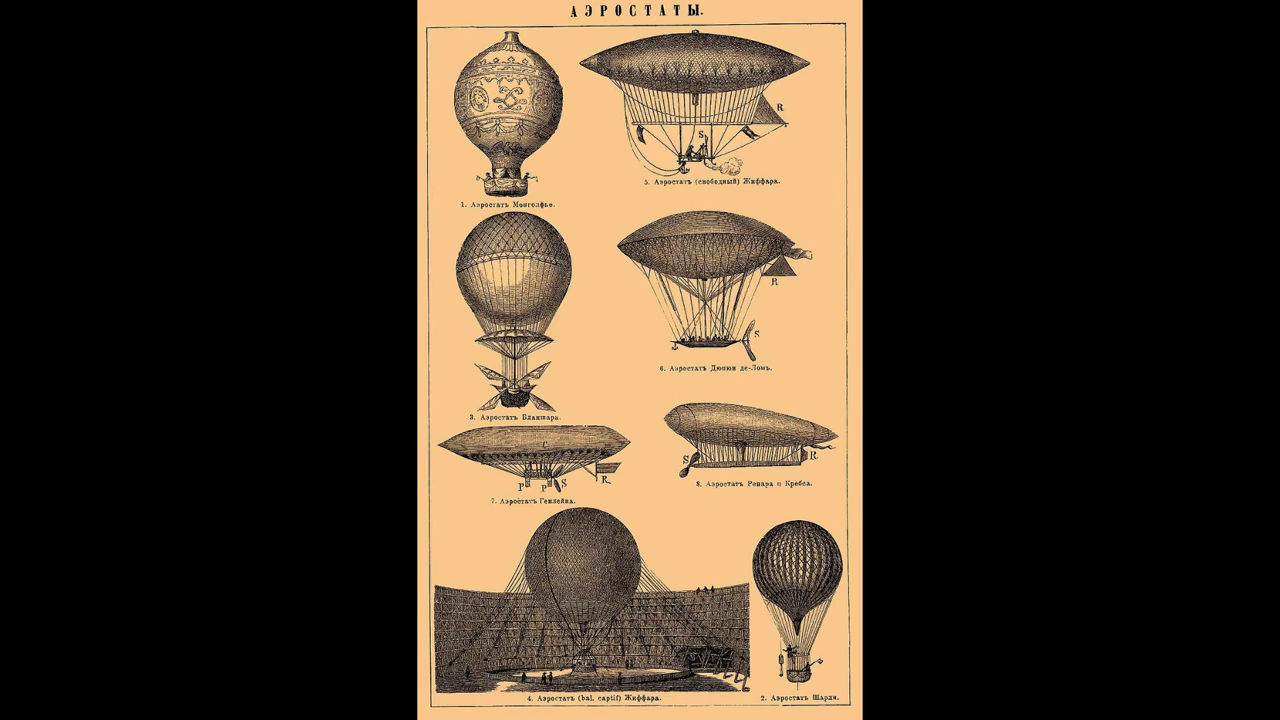 АЭРОСТАТЫ.
R
S
5. Аэростатъ (свободный) Жиффара.
1. Аэростатъ Монгольфье.
R
S
6. Аэростатъ Дюпюи де-Ломъ.
3. Аэростатъ Бланшара.
C
P P S R
7. Аэростатъ Генлейна.
S R
8. Аэростатъ Ренара и Кребса.
4. Аэростатъ (bal. captif) Жиффара.
2. Аэростатъ Шарля.